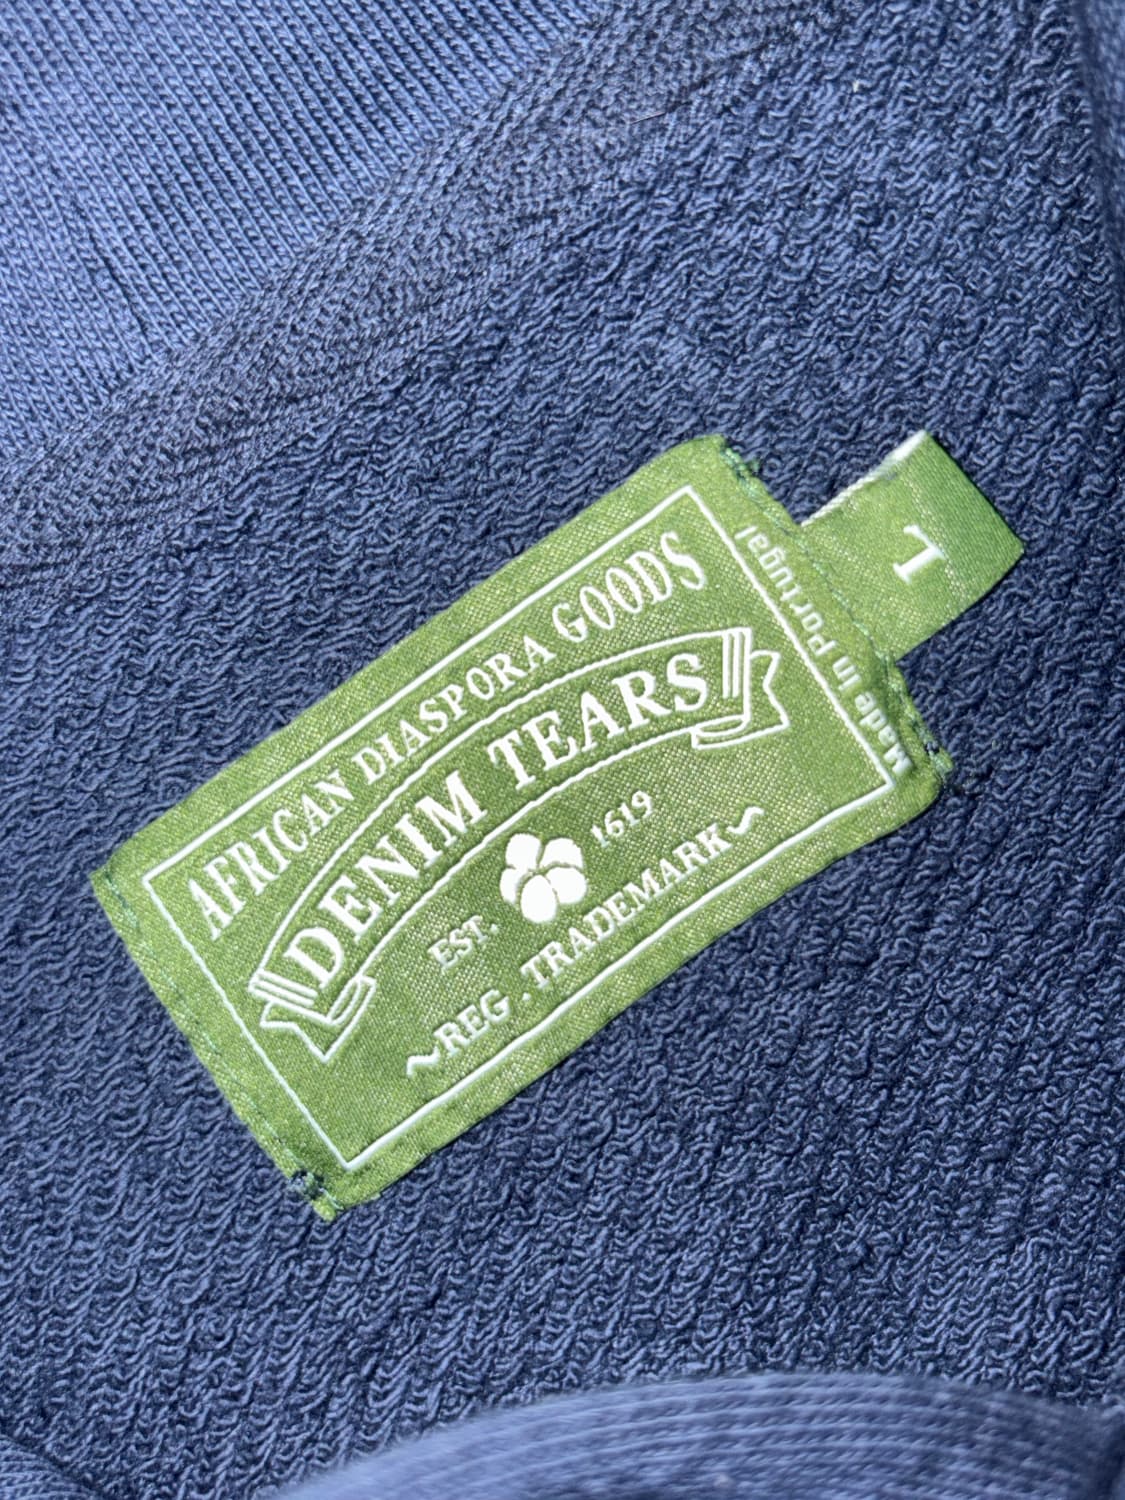 AFRICAN DIASPORA GOODS
DENIM TEARS
EST. 1619
~REG . TRADEMARK~
Made in Portugal
L